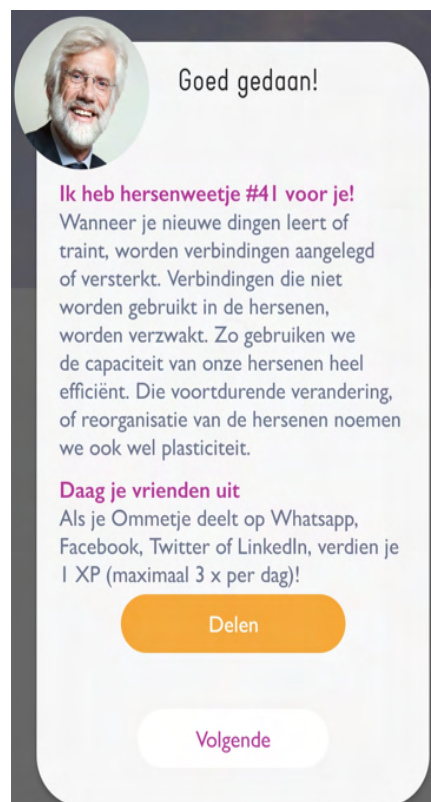 Goed gedaan!
Ik heb hersenweetje #41 voor je!
Wanneer je nieuwe dingen leert of
traint, worden verbindingen aangelegd
of versterkt. Verbindingen die niet
worden gebruikt in de hersenen,
worden verzwakt. Zo gebruiken we
de capaciteit van onze hersenen heel
efficiënt. Die voortdurende verandering,
of reorganisatie van de hersenen noemen
we ook wel plasticiteit.
Daag je vrienden uit
Als je Ommetje deelt op Whatsapp,
Facebook, Twitter of LinkedIn, verdien je
1 XP (maximaal 3 x per dag)!
Delen
Volgende